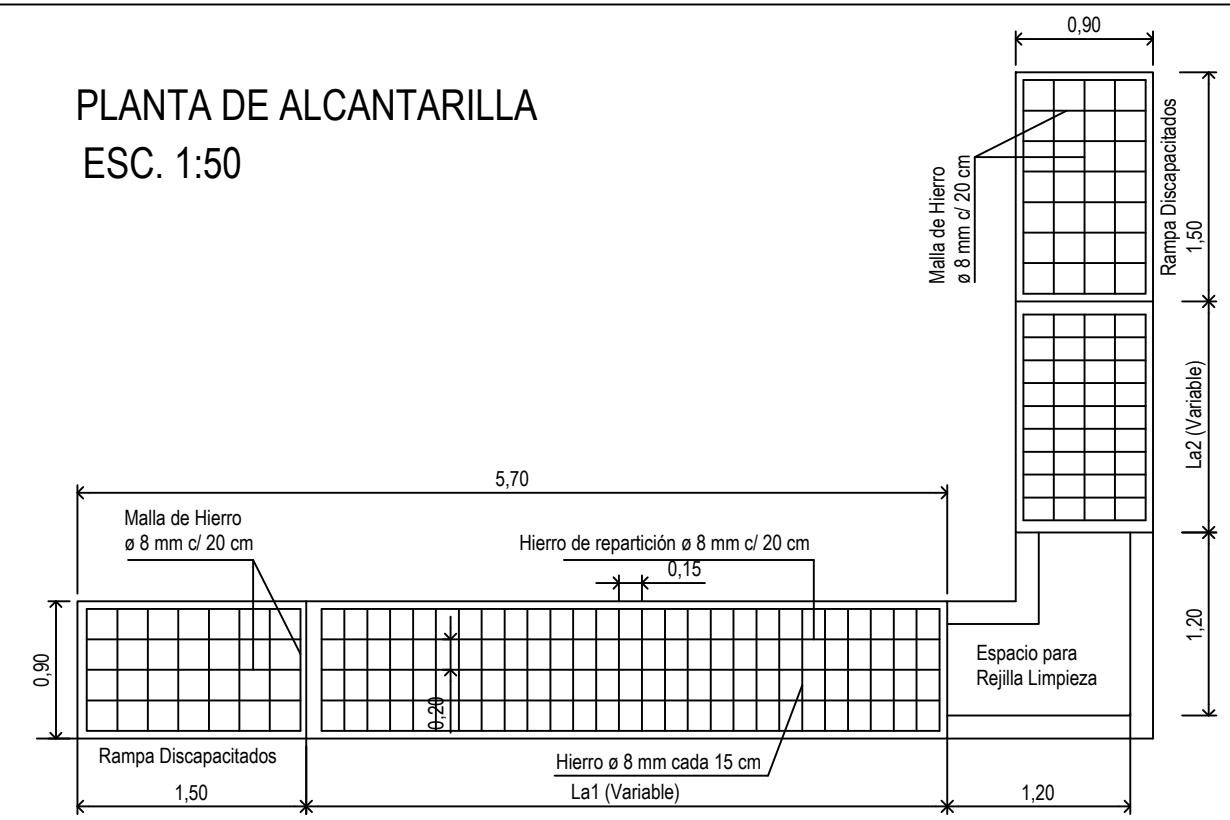 0,90
PLANTA DE ALCANTARILLA
ESC. 1:50
Malla de Hierro
ø 8 mm c/ 20 cm
Rampa Discapacitados
1,50
La2 (Variable)
1,20
5,70
Malla de Hierro
ø 8 mm c/ 20 cm
Hierro de repartición ø 8 mm c/ 20 cm
0,15
0,90
0,20
Espacio para
Rejilla Limpieza
Rampa Discapacitados
Hierro ø 8 mm cada 15 cm
1,50
La1 (Variable)
1,20